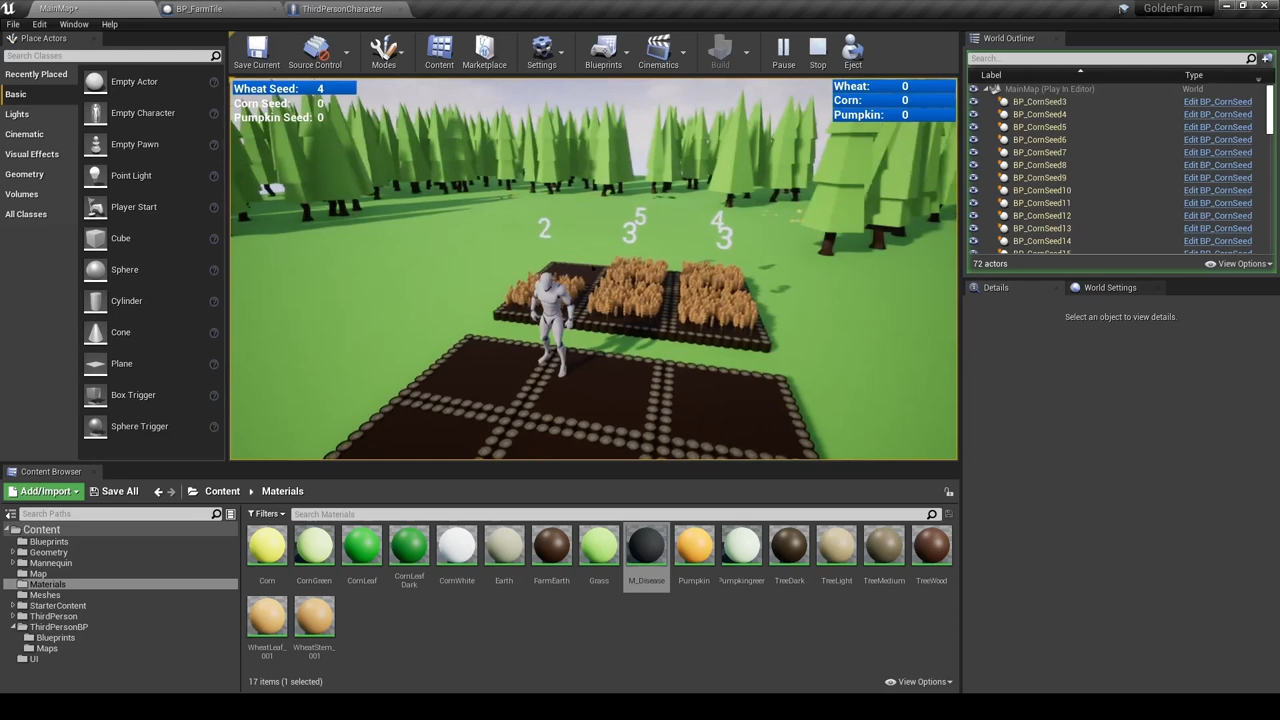 MainMap*
BP_FarmTile
ThirdPersonCharacter
GoldenFarm
File Edit Window Help
Place Actors
Search Classes
Recently Placed
Basic
Lights
Cinematic
Visual Effects
Geometry
Volumes
All Classes
Empty Actor
Empty Character
Empty Pawn
Point Light
Player Start
Cube
Sphere
Cylinder
Cone
Plane
Box Trigger
Sphere Trigger
Save Current
Source Control
Modes
Content
Marketplace
Settings
Blueprints
Cinematics
Build
Pause
Stop
Eject
Wheat Seed: 4
Corn Seed: 0
Pumpkin Seed: 0
Wheat: 0
Corn: 0
Pumpkin: 0
2
5
3
4
3
World Outliner
Search...
Label Type
MainMap (Play In Editor) World
BP_CornSeed3 Edit BP_CornSeed
BP_CornSeed4 Edit BP_CornSeed
BP_CornSeed5 Edit BP_CornSeed
BP_CornSeed6 Edit BP_CornSeed
BP_CornSeed7 Edit BP_CornSeed
BP_CornSeed8 Edit BP_CornSeed
BP_CornSeed9 Edit BP_CornSeed
BP_CornSeed10 Edit BP_CornSeed
BP_CornSeed11 Edit BP_CornSeed
BP_CornSeed12 Edit BP_CornSeed
BP_CornSeed13 Edit BP_CornSeed
BP_CornSeed14 Edit BP_CornSeed
72 actors
View Options
Details
World Settings
Select an object to view details.
Content Browser
Add/Import
Save All
Content
Materials
Search Paths
Content
Blueprints
Geometry
Mannequin
Map
Materials
Meshes
StarterContent
ThirdPerson
ThirdPersonBP
Blueprints
Maps
UI
Filters
Search Materials
Corn
CornGreen
CornLeaf
CornLeaf
Dark
CornWhite
Earth
FarmEarth
Grass
M_Disease
Pumpkin
TreeDark
TreeLight
TreeMedium
TreeWood
WheatLeaf_
001
WheatStem_
001
17 items (1 selected)
View Options